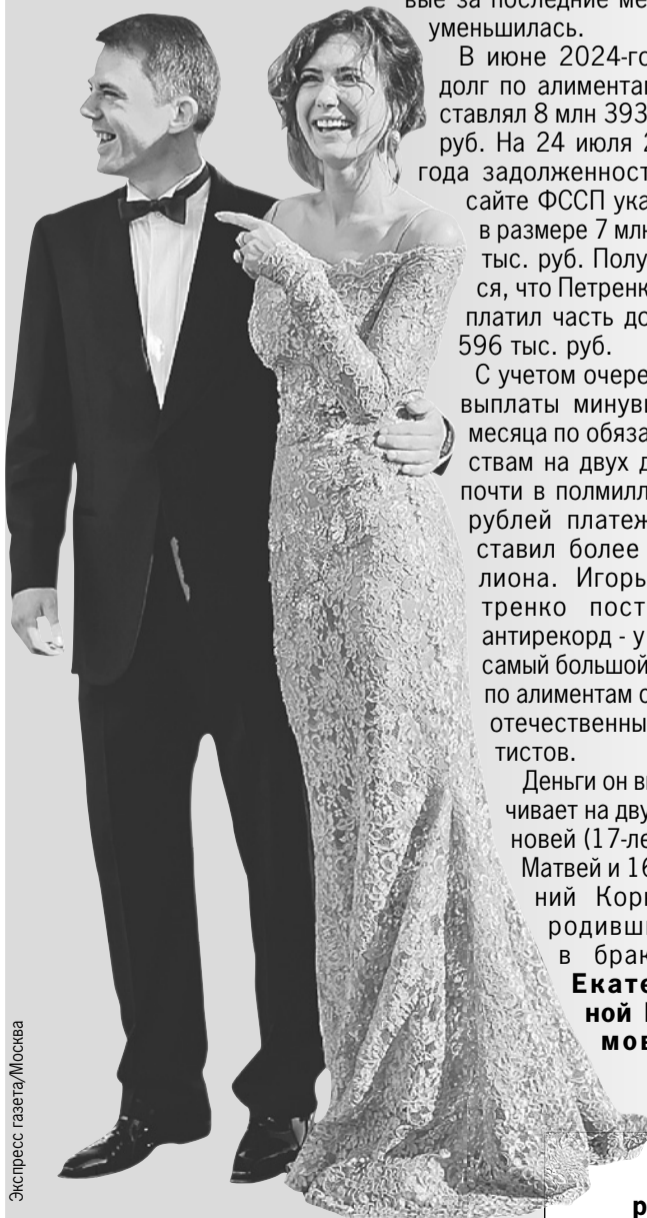 вые за последние ме
уменьшилась.
В июне 2024-го
долг по алимента
ставлял 8 млн 393
руб. На 24 июля 2
года задолженност
сайте ФССП ука
в размере 7 млн
тыс. руб. Полу
ся, что Петренк
платил часть до
596 тыс. руб.
С учетом очере
выплаты минувш
месяца по обяза
ствам на двух д
почти в полмилл
рублей платеж
ставил более
лиона. Игорь
тренко пост
антирекорд - у
самый большой
по алиментам с
отечественны
тистов.
Деньги он вы
чивает на дву
новей (17-ле
Матвей и 16
ний Корн
родивши
в брак
Екате
ной
мов
р
Экспресс газета/Москва